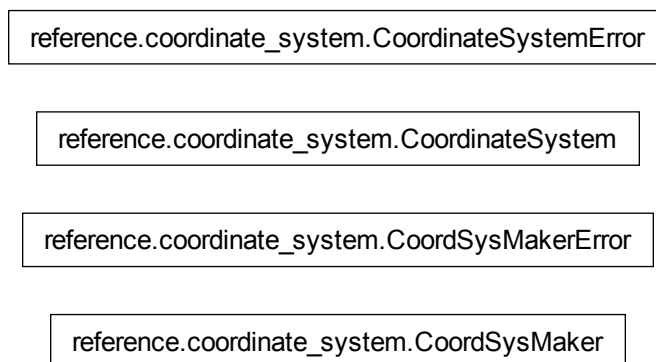 reference.coordinate_system.CoordinateSystemError
reference.coordinate_system.CoordinateSystem
reference.coordinate_system.CoordSysMakerError
reference.coordinate_system.CoordSysMaker